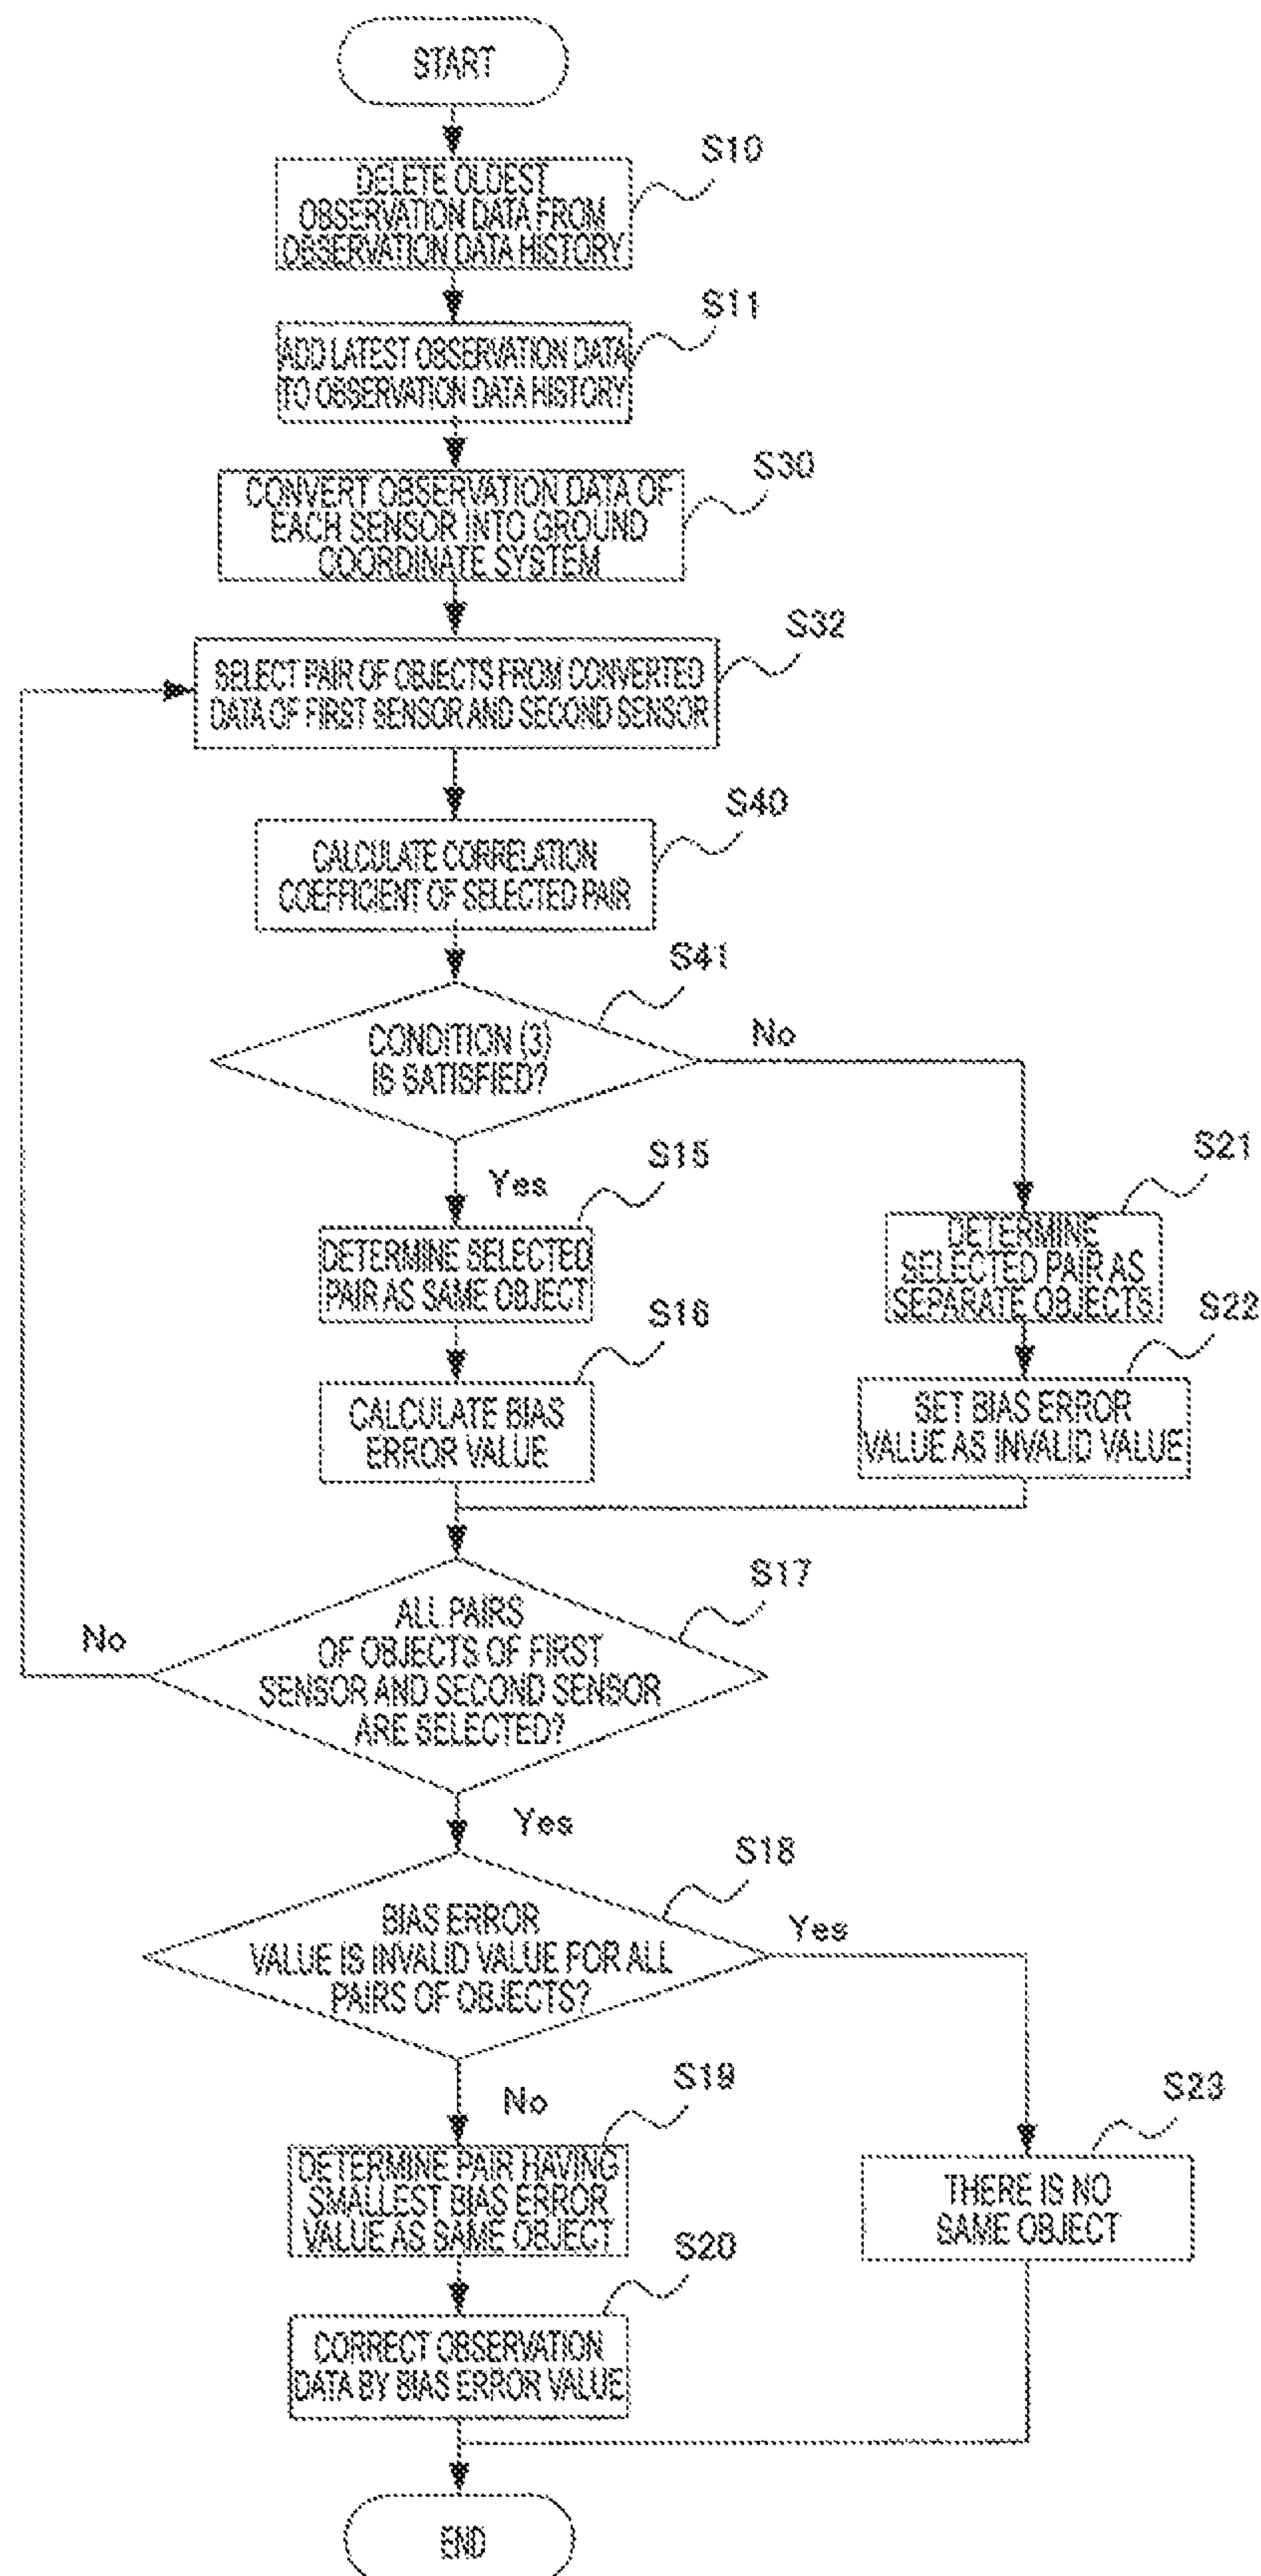 START
S10
DELETE OLDEST
OBSERVATION DATA FROM
OBSERVATION DATA HISTORY
S11
ADD LATEST OBSERVATION DATA
TO OBSERVATION DATA HISTORY
S30
CONVERT OBSERVATION DATA OF
EACH SENSOR INTO GROUND
COORDINATE SYSTEM
S32
SELECT PAIR OF OBJECTS FROM CONVERTED
DATA OF FIRST SENSOR AND SECOND SENSOR
S40
CALCULATE CORRELATION
COEFFICIENT OF SELECTED PAIR
S41
CONDITION (3)
IS SATISFIED?
No
Yes
S15
DETERMINE SELECTED
PAIR AS SAME OBJECT
S21
DETERMINE
SELECTED PAIR AS
SEPARATE OBJECTS
S16
CALCULATE BIAS
ERROR VALUE
S22
SET BIAS ERROR
VALUE AS INVALID VALUE
S17
ALL PAIRS
OF OBJECTS OF FIRST
SENSOR AND SECOND SENSOR
ARE SELECTED?
No
Yes
S18
BIAS ERROR
VALUE IS INVALID VALUE FOR ALL
PAIRS OF OBJECTS?
Yes
No
S19
DETERMINE PAIR HAVING
SMALLEST BIAS ERROR
VALUE AS SAME OBJECT
S23
THERE IS NO
SAME OBJECT
S20
CORRECT OBSERVATION
DATA BY BIAS ERROR VALUE
END